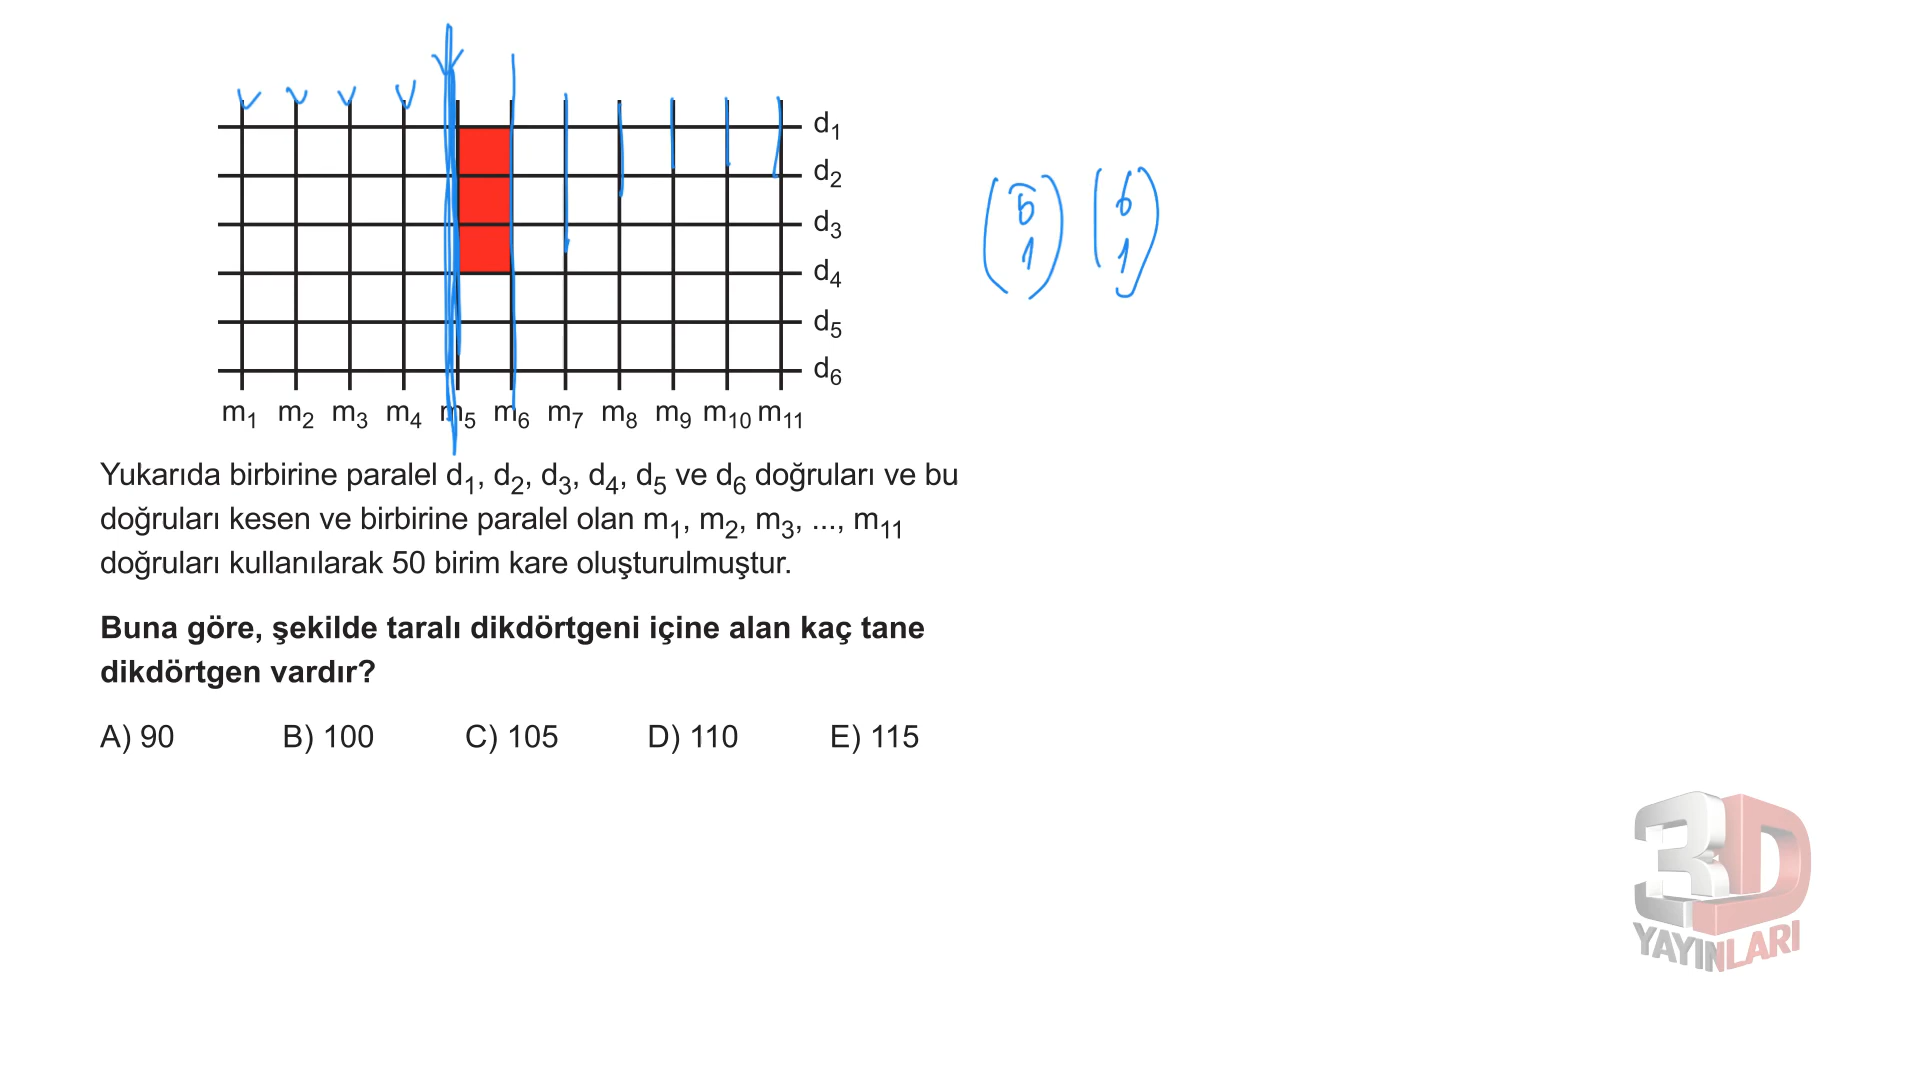 d₁
d₂
d₃
d₄
d₅
d₆
m₁ m₂ m₃ m₄ m₅ m₆ m₇ m₈ m₉ m₁₀ m₁₁
(5 1) (6 1)
Yukarıda birbirine paralel d₁, d₂, d₃, d₄, d₅ ve d₆ doğruları ve bu
doğruları kesen ve birbirine paralel olan m₁, m₂, m₃, ..., m₁₁
doğruları kullanılarak 50 birim kare oluşturulmuştur.
Buna göre, şekilde taralı dikdörtgeni içine alan kaç tane
dikdörtgen vardır?
A) 90 B) 100 C) 105 D) 110 E) 115
3D
YAYINLARI